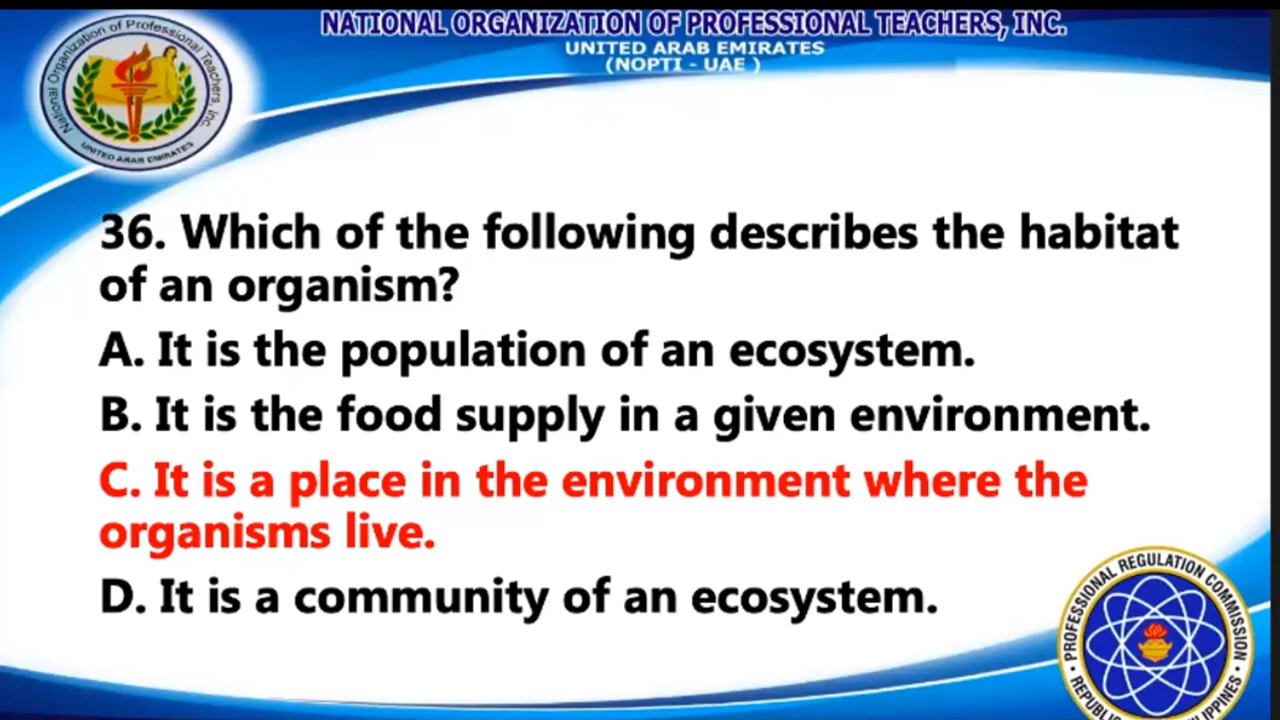 NATIONAL ORGANIZATION OF PROFESSIONAL TEACHERS, INC.
UNITED ARAB EMIRATES
(NOPTI - UAE )
National Organization of Professional Teachers, Inc.
UNITED ARAB EMIRATES
36. Which of the following describes the habitat
of an organism?
A. It is the population of an ecosystem.
B. It is the food supply in a given environment.
C. It is a place in the environment where the
organisms live.
D. It is a community of an ecosystem.
PROFESSIONAL REGULATION COMMISSION